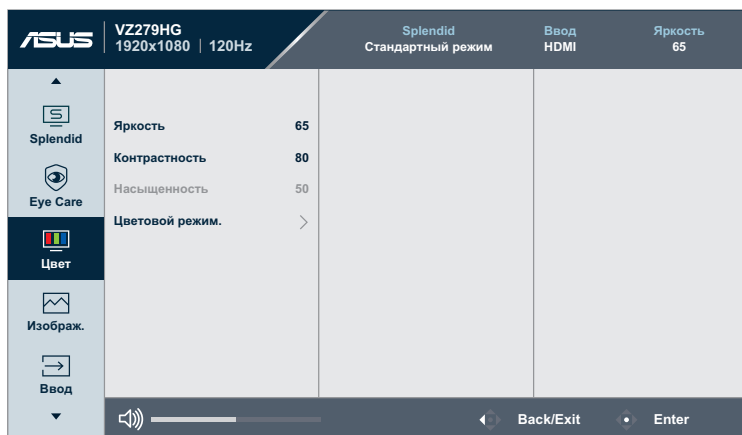 ASUS
VZ279HG
1920x1080 | 120Hz
Splendid
Стандартный режим
Ввод
HDMI
Яркость
65
Splendid
Eye Care
Цвет
Изображ.
Ввод
Яркость 65
Контрастность 80
Насыщенность 50
Цветовой режим.
Back/Exit
Enter